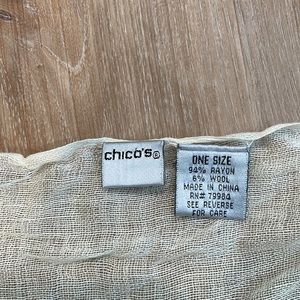 chico's®
ONE SIZE
94% RAYON
6% WOOL
MADE IN CHINA
RN# 79984
SEE REVERSE
FOR CARE